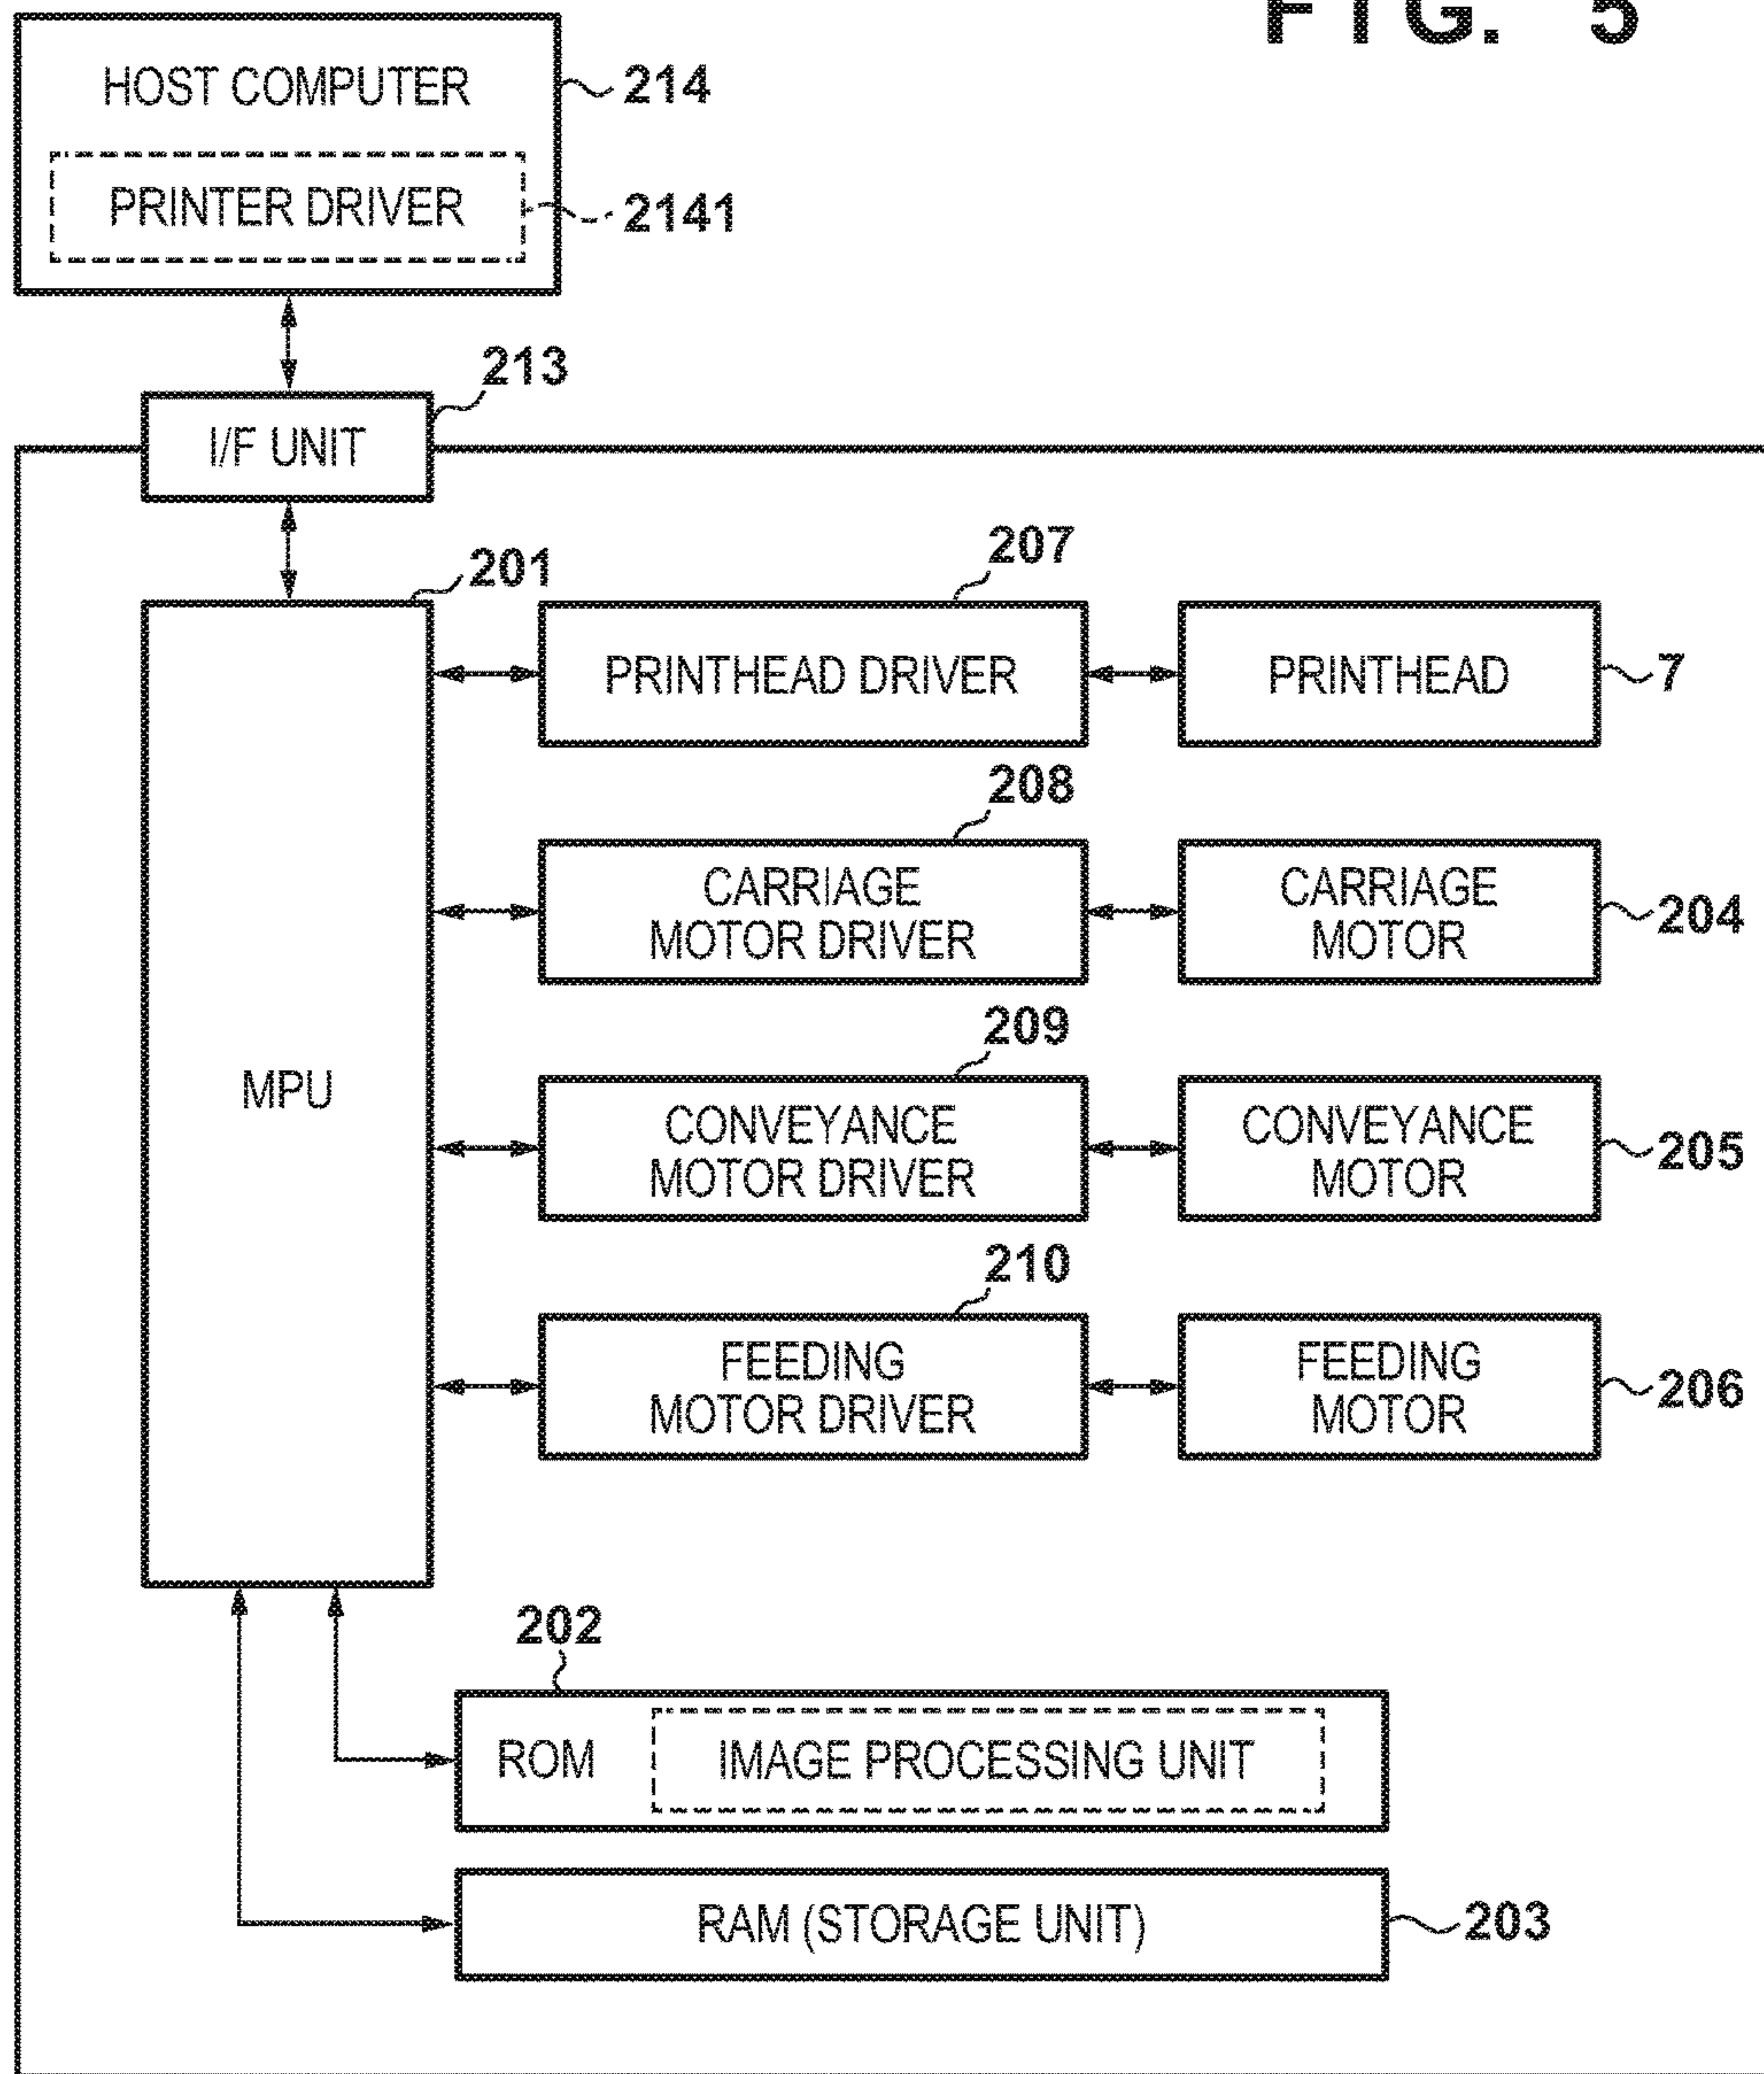 FIG. 5
HOST COMPUTER
214
PRINTER DRIVER
2141
213
I/F UNIT
201
207
PRINTHEAD DRIVER
PRINTHEAD
7
208
CARRIAGE
MOTOR DRIVER
CARRIAGE
MOTOR
204
209
MPU
CONVEYANCE
MOTOR DRIVER
CONVEYANCE
MOTOR
205
210
FEEDING
MOTOR DRIVER
FEEDING
MOTOR
206
202
ROM
IMAGE PROCESSING UNIT
RAM (STORAGE UNIT)
203